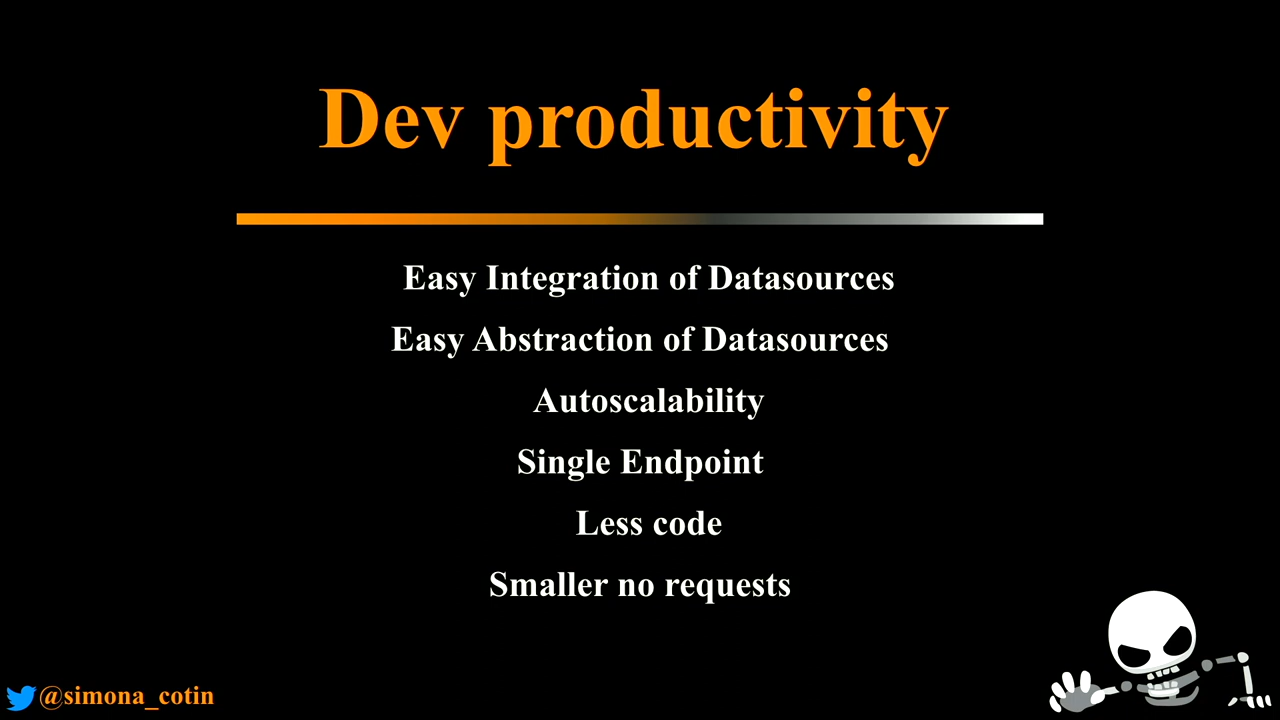 Dev productivity
Easy Integration of Datasources
Easy Abstraction of Datasources
Autoscalability
Single Endpoint
Less code
Smaller no requests
@simona_cotin